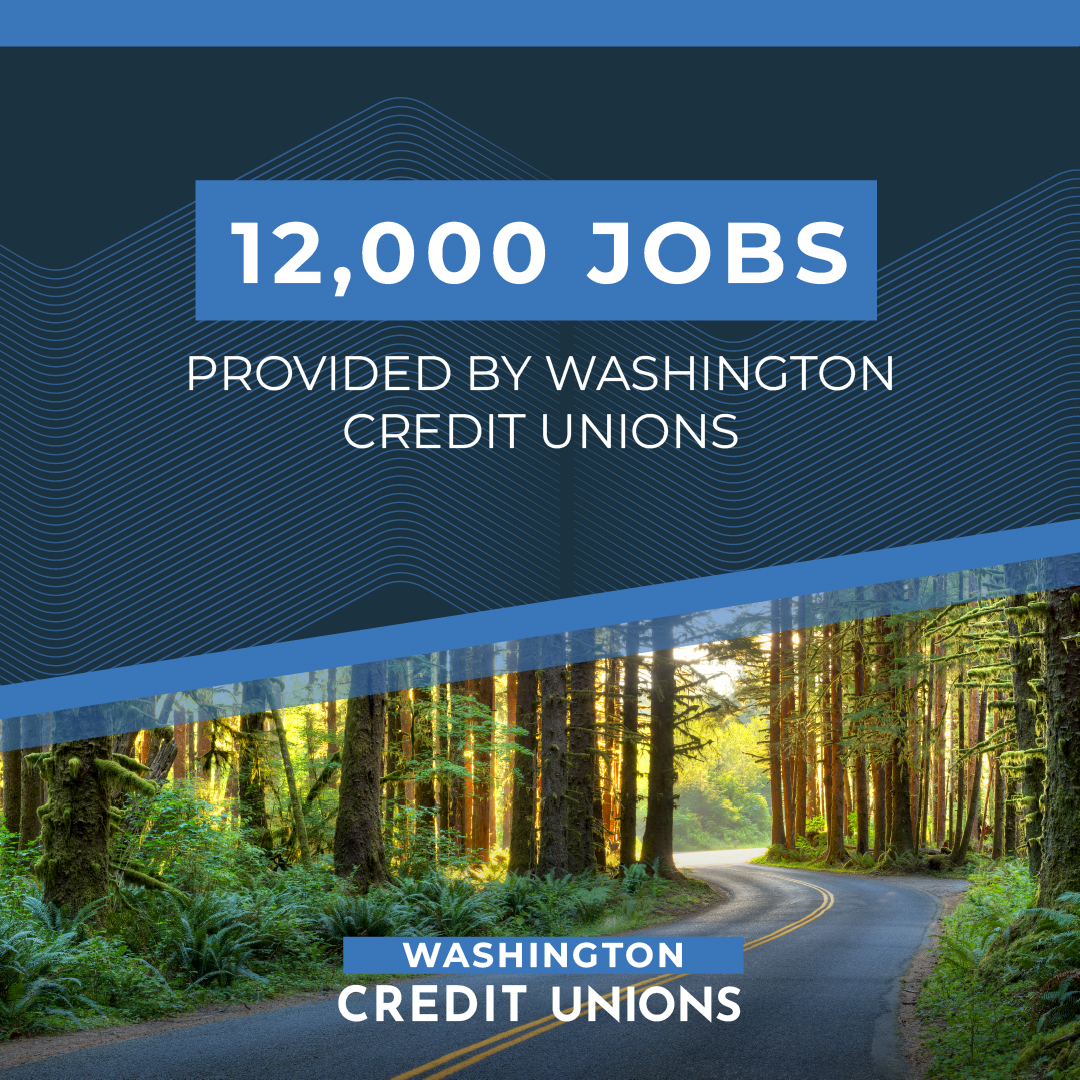 12,000 JOBS
PROVIDED BY WASHINGTON
CREDIT UNIONS
WASHINGTON
CREDIT UNIONS